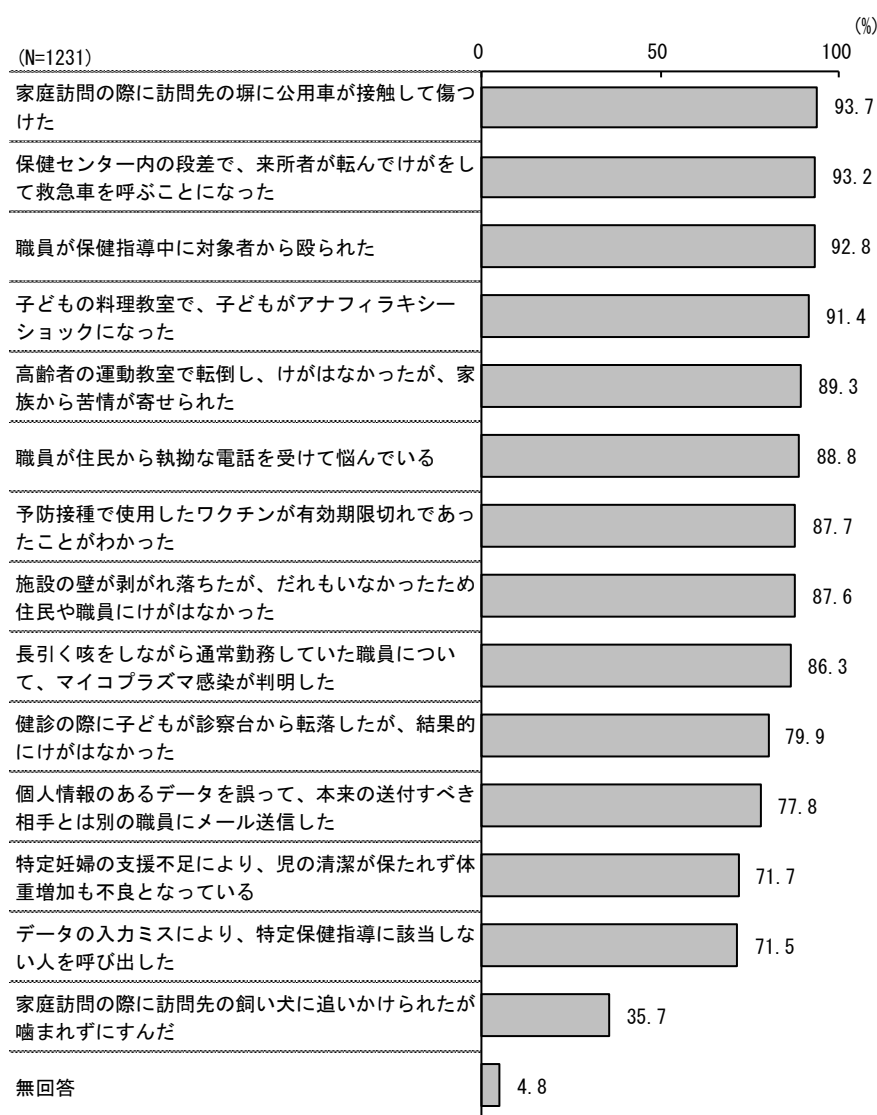 (%)
(N=1231)
0 50 100
家庭訪問の際に訪問先の塀に公用車が接触して傷つ
けた
93.7
保健センター内の段差で、来所者が転んでけがをし
て救急車を呼ぶことになった
93.2
職員が保健指導中に対象者から殴られた
92.8
子どもの料理教室で、子どもがアナフィラキシー
ショックになった
91.4
高齢者の運動教室で転倒し、けがはなかったが、家
族から苦情が寄せられた
89.3
職員が住民から執拗な電話を受けて悩んでいる
88.8
予防接種で使用したワクチンが有効期限切れであっ
たことがわかった
87.7
施設の壁が剥がれ落ちたが、だれもいなかったため
住民や職員にけがはなかった
87.6
長引く咳をしながら通常勤務していた職員につい
て、マイコプラズマ感染が判明した
86.3
健診の際に子どもが診察台から転落したが、結果的
にけがはなかった
79.9
個人情報のあるデータを誤って、本来の送付すべき
相手とは別の職員にメール送信した
77.8
特定妊婦の支援不足により、児の清潔が保たれず体
重増加も不良となっている
71.7
データの入力ミスにより、特定保健指導に該当しな
い人を呼び出した
71.5
家庭訪問の際に訪問先の飼い犬に追いかけられたが
噛まれずにすんだ
35.7
無回答
4.8